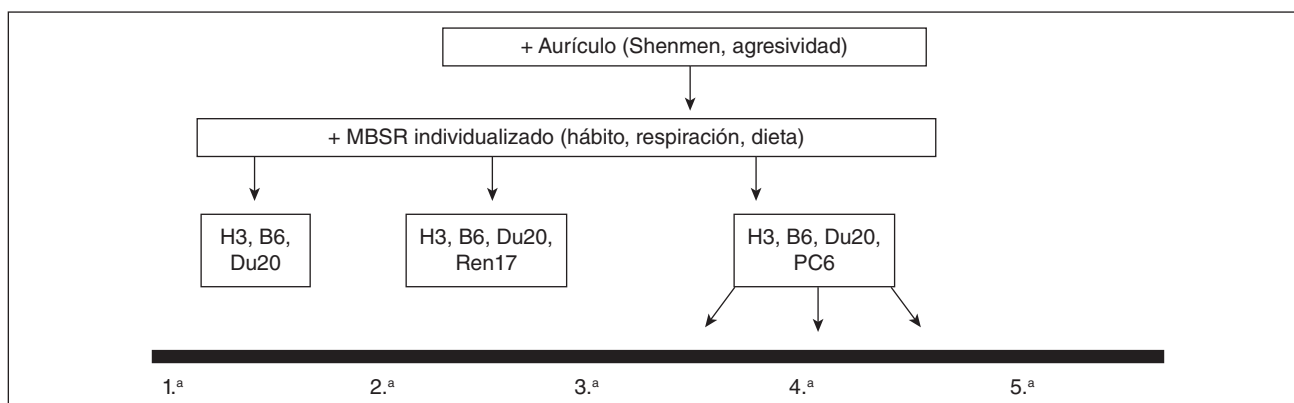 + Aurículo (Shenmen, agresividad)
+ MBSR individualizado (hábito, respiración, dieta)
H3, B6,
Du20
H3, B6, Du20,
Ren17
H3, B6, Du20,
PC6
1.ª 2.ª 3.ª 4.ª 5.ª